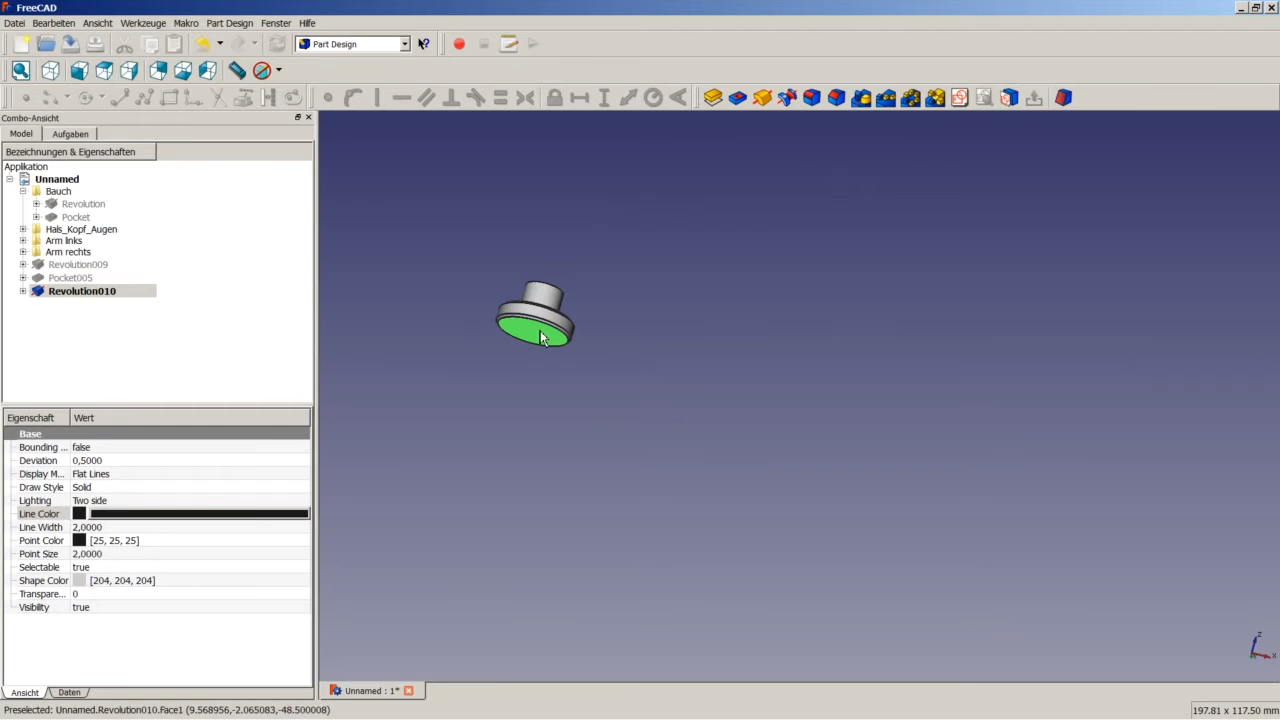 FreeCAD
Datei Bearbeiten Ansicht Werkzeuge Makro Part Design Fenster Hilfe
Part Design
Combo-Ansicht
Model Aufgaben
Bezeichnungen & Eigenschaften
Applikation
Unnamed
Bauch
Revolution
Pocket
Hals_Kopf_Augen
Arm links
Arm rechts
Revolution009
Pocket005
Revolution010
Eigenschaft Wert
Base
Bounding ... false
Deviation 0,5000
Display M... Flat Lines
Draw Style Solid
Lighting Two side
Line Color
Line Width 2,0000
Point Color [25, 25, 25]
Point Size 2,0000
Selectable true
Shape Color [204, 204, 204]
Transpare... 0
Visibility true
Z
X
Ansicht Daten
Unnamed : 1*
Preselected: Unnamed.Revolution010.Face1 (9.568956,-2.065083,-48.500008)
197.81 x 117.50 mm